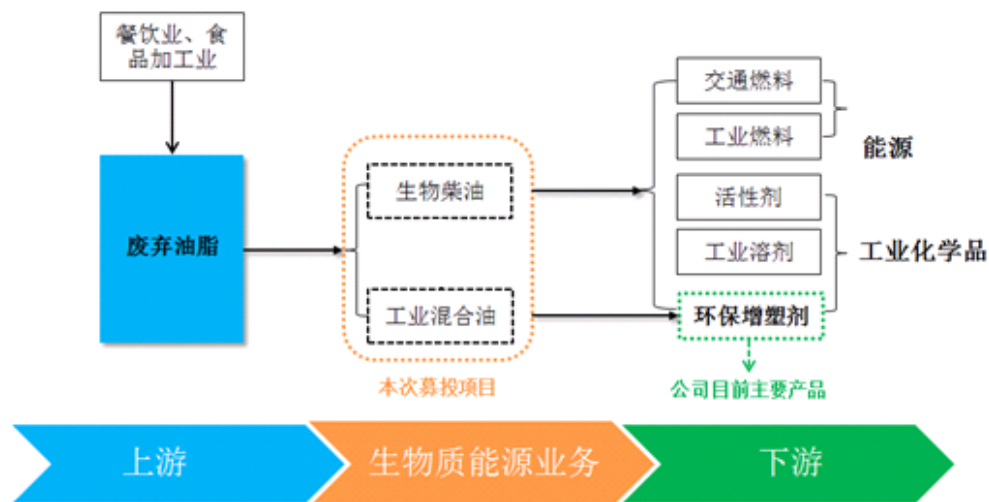 餐饮业、食
品加工业
废弃油脂
生物柴油
工业混合油
本次募投项目
交通燃料
工业燃料
能源
活性剂
工业溶剂
工业化学品
环保增塑剂
公司目前主要产品
上游
生物质能源业务
下游